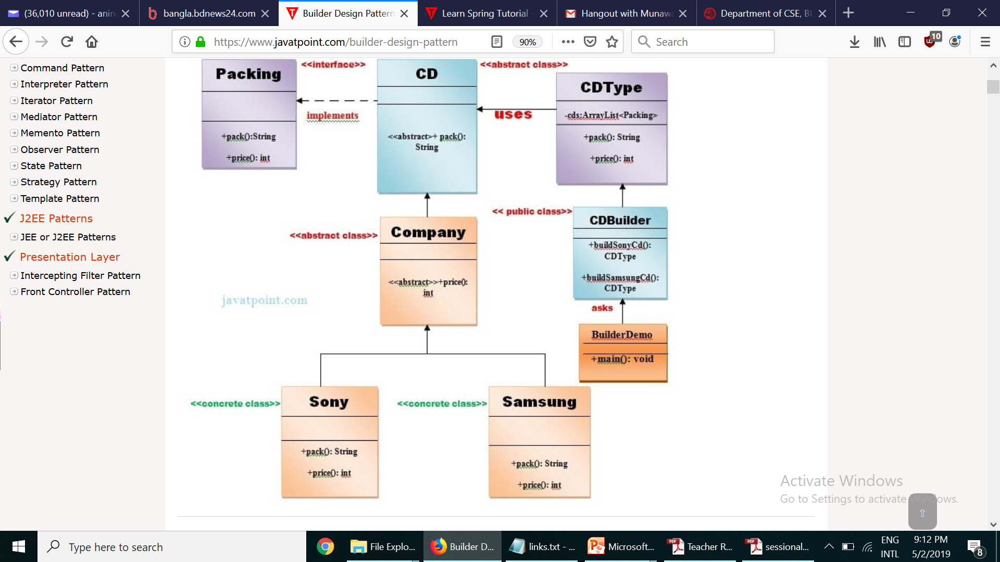 (36,010 unread) - anin
bangla.bdnews24.com
Builder Design Pattern
Learn Spring Tutorial -
Hangout with Munawa
Department of CSE, BU
https://www.javatpoint.com/builder-design-pattern
90%
Search
10
Command Pattern
Interpreter Pattern
Iterator Pattern
Mediator Pattern
Memento Pattern
Observer Pattern
State Pattern
Strategy Pattern
Template Pattern
J2EE Patterns
JEE or J2EE Patterns
Presentation Layer
Intercepting Filter Pattern
Front Controller Pattern
Packing
<<interface>>
+pack():String
+price(): int
implements
CD
<<abstract class>>
<<abstract>+ pack():
String
uses
CDType
-cds:ArrayList<Packing>
+pack(): String
+price(): int
<<abstract class>>
Company
<<abstract>>+price():
int
<< public class>>
CDBuilder
+buildSonyCd():
CDType
+buildSamsungCd():
CDType
asks
BuilderDemo
+main(): void
javatpoint.com
<<concrete class>>
Sony
+pack(): String
+price(): int
<<concrete class>>
Samsung
+pack(): String
+price(): int
Activate Windows
Go to Settings to activate Windows.
Type here to search
File Explo...
Builder D...
links.txt - ...
Microsoft...
Teacher R...
sessional...
ENG
INTL
9:12 PM
5/2/2019
8